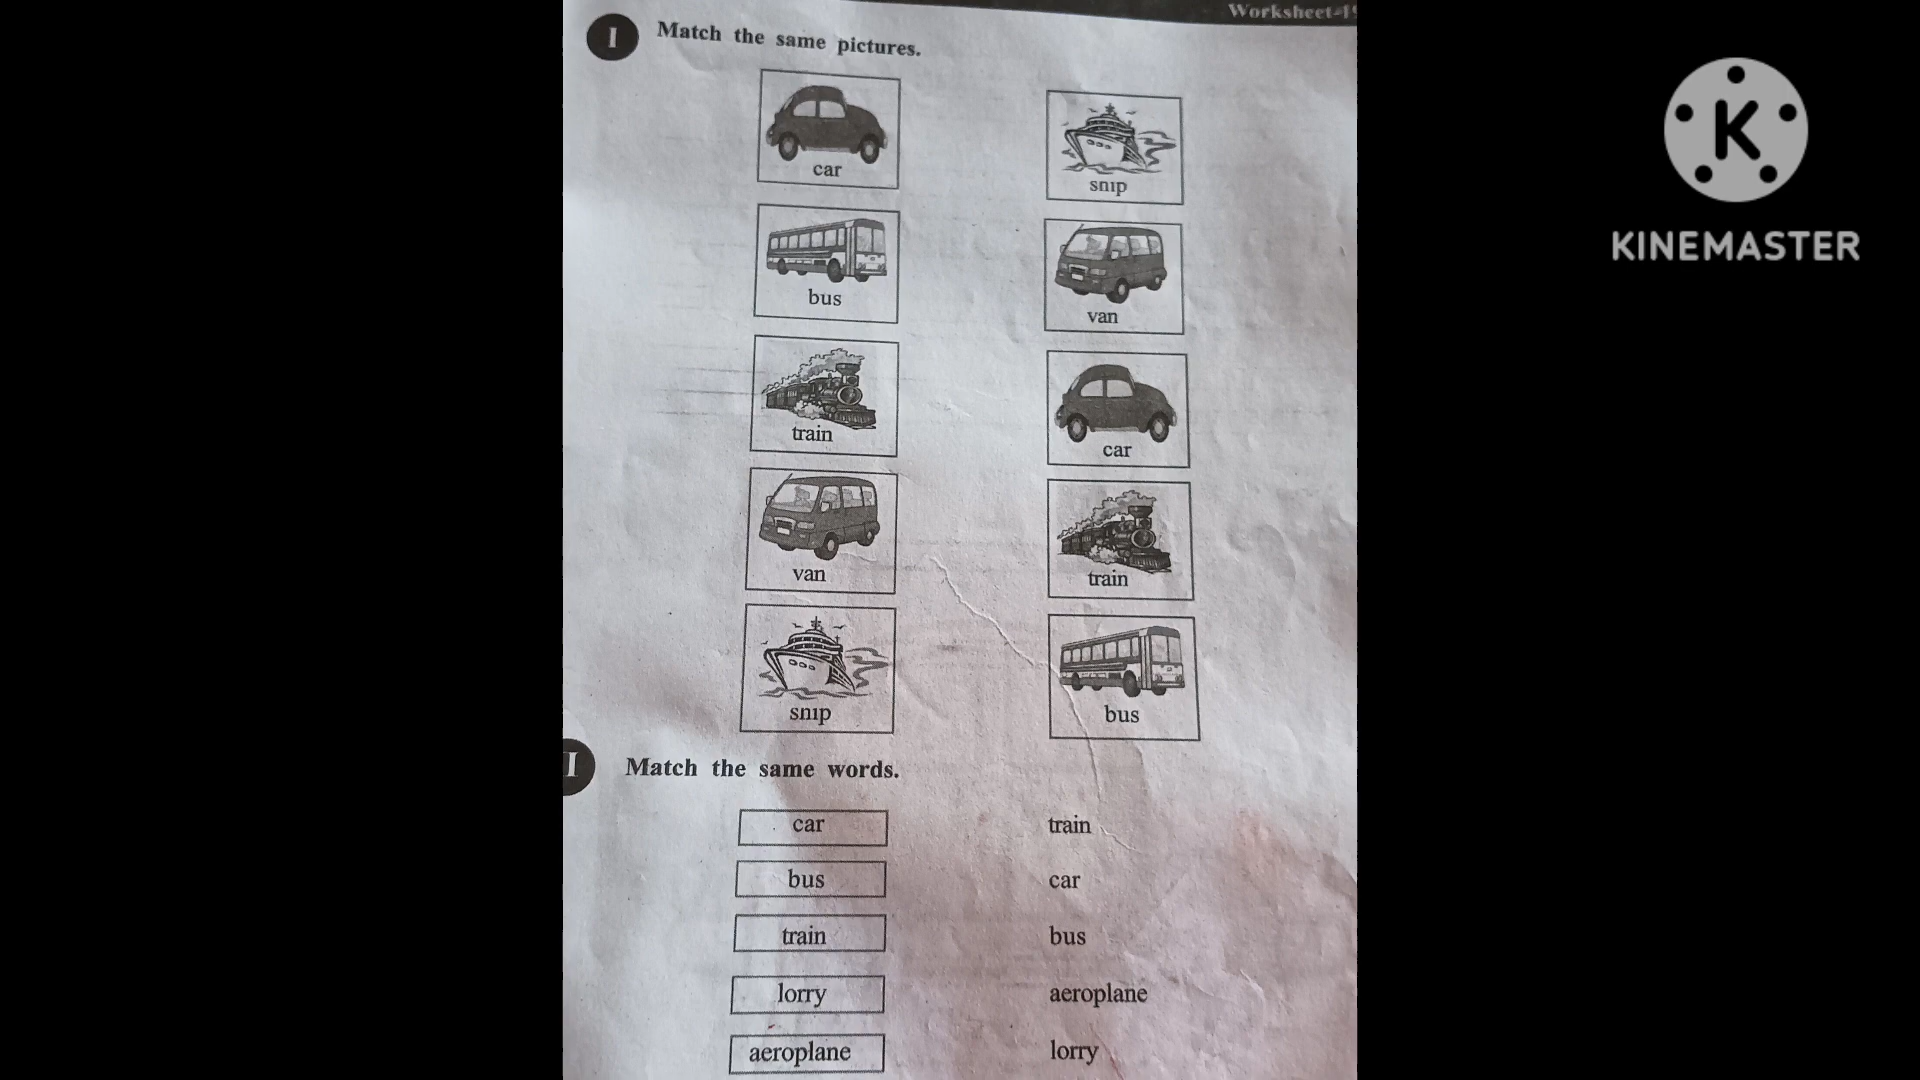 Worksheet-19
I Match the same pictures.
car
snip
bus
van
train
car
van
train
snip
bus
I Match the same words.
car train
bus car
train bus
lorry aeroplane
aeroplane lorry
K
KINEMASTER